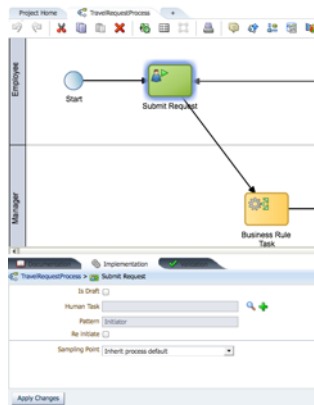 Project Home
TravelRequestProcess
+
Employee
Start
Submit Request
Manager
Business Rule
Task
Implementation
TravelRequestProcess > Submit Request
Is Draft
Human Task
Pattern Initiator
Re Initiate
Sampling Point Inherit process default
Apply Changes